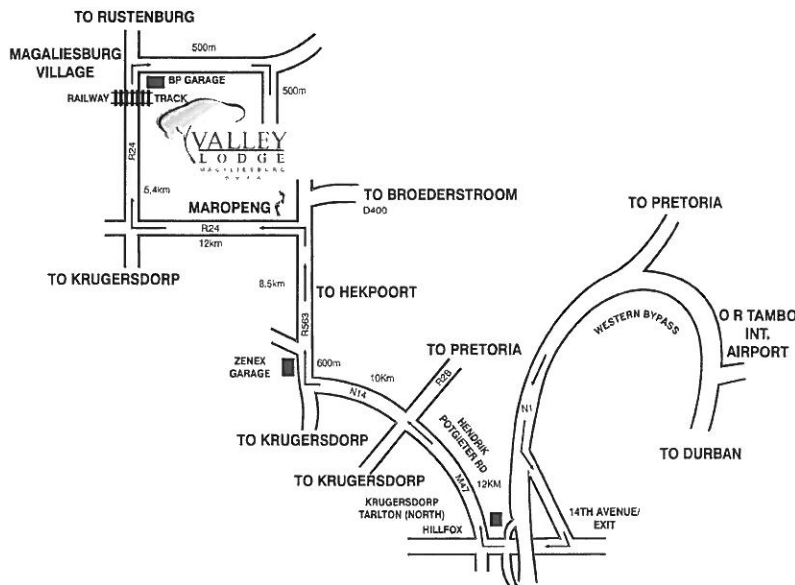 TO RUSTENBURG
MAGALIESBURG
VILLAGE
500m
BP GARAGE
500m
RAILWAY TRACK
R24
VALLEY
LODGE
5,4km
MAROPENG
TO BROEDERSTROOM
D400
R24
12km
TO KRUGERSDORP
8.5km
TO HEKPOORT
R563
TO PRETORIA
WESTERN BYPASS
O R TAMBO
INT.
AIRPORT
ZENEX
GARAGE
600m
TO PRETORIA
10Km
R28
N14
N1
TO KRUGERSDORP
HENDRIK
POTGIETER RD
TO DURBAN
TO KRUGERSDORP
12KM
M47
KRUGERSDORP
TARLTON (NORTH)
HILLFOX
14TH AVENUE/
EXIT